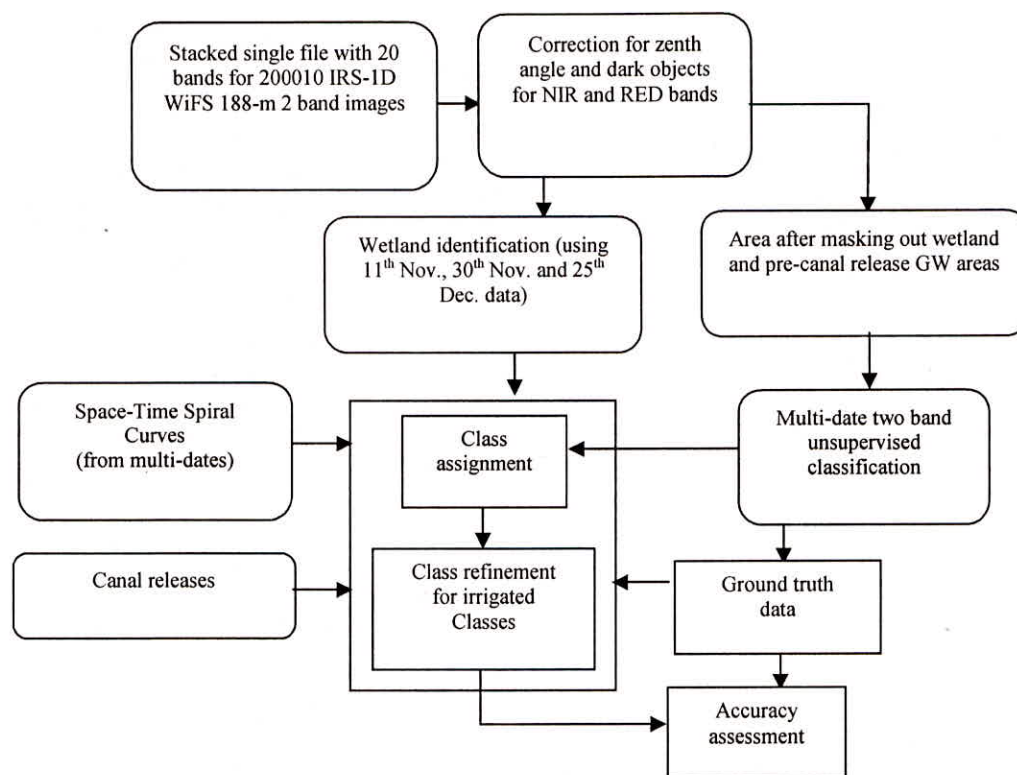 Stacked single file with 20
bands for 200010 IRS-1D
WiFS 188-m 2 band images
Correction for zenth
angle and dark objects
for NIR and RED bands
Wetland identification (using
11th Nov., 30th Nov. and 25th
Dec. data)
Area after masking out wetland
and pre-canal release GW areas
Space-Time Spiral
Curves
(from multi-dates)
Class
assignment
Multi-date two band
unsupervised
classification
Canal releases
Class refinement
for irrigated
Classes
Ground truth
data
Accuracy
assessment